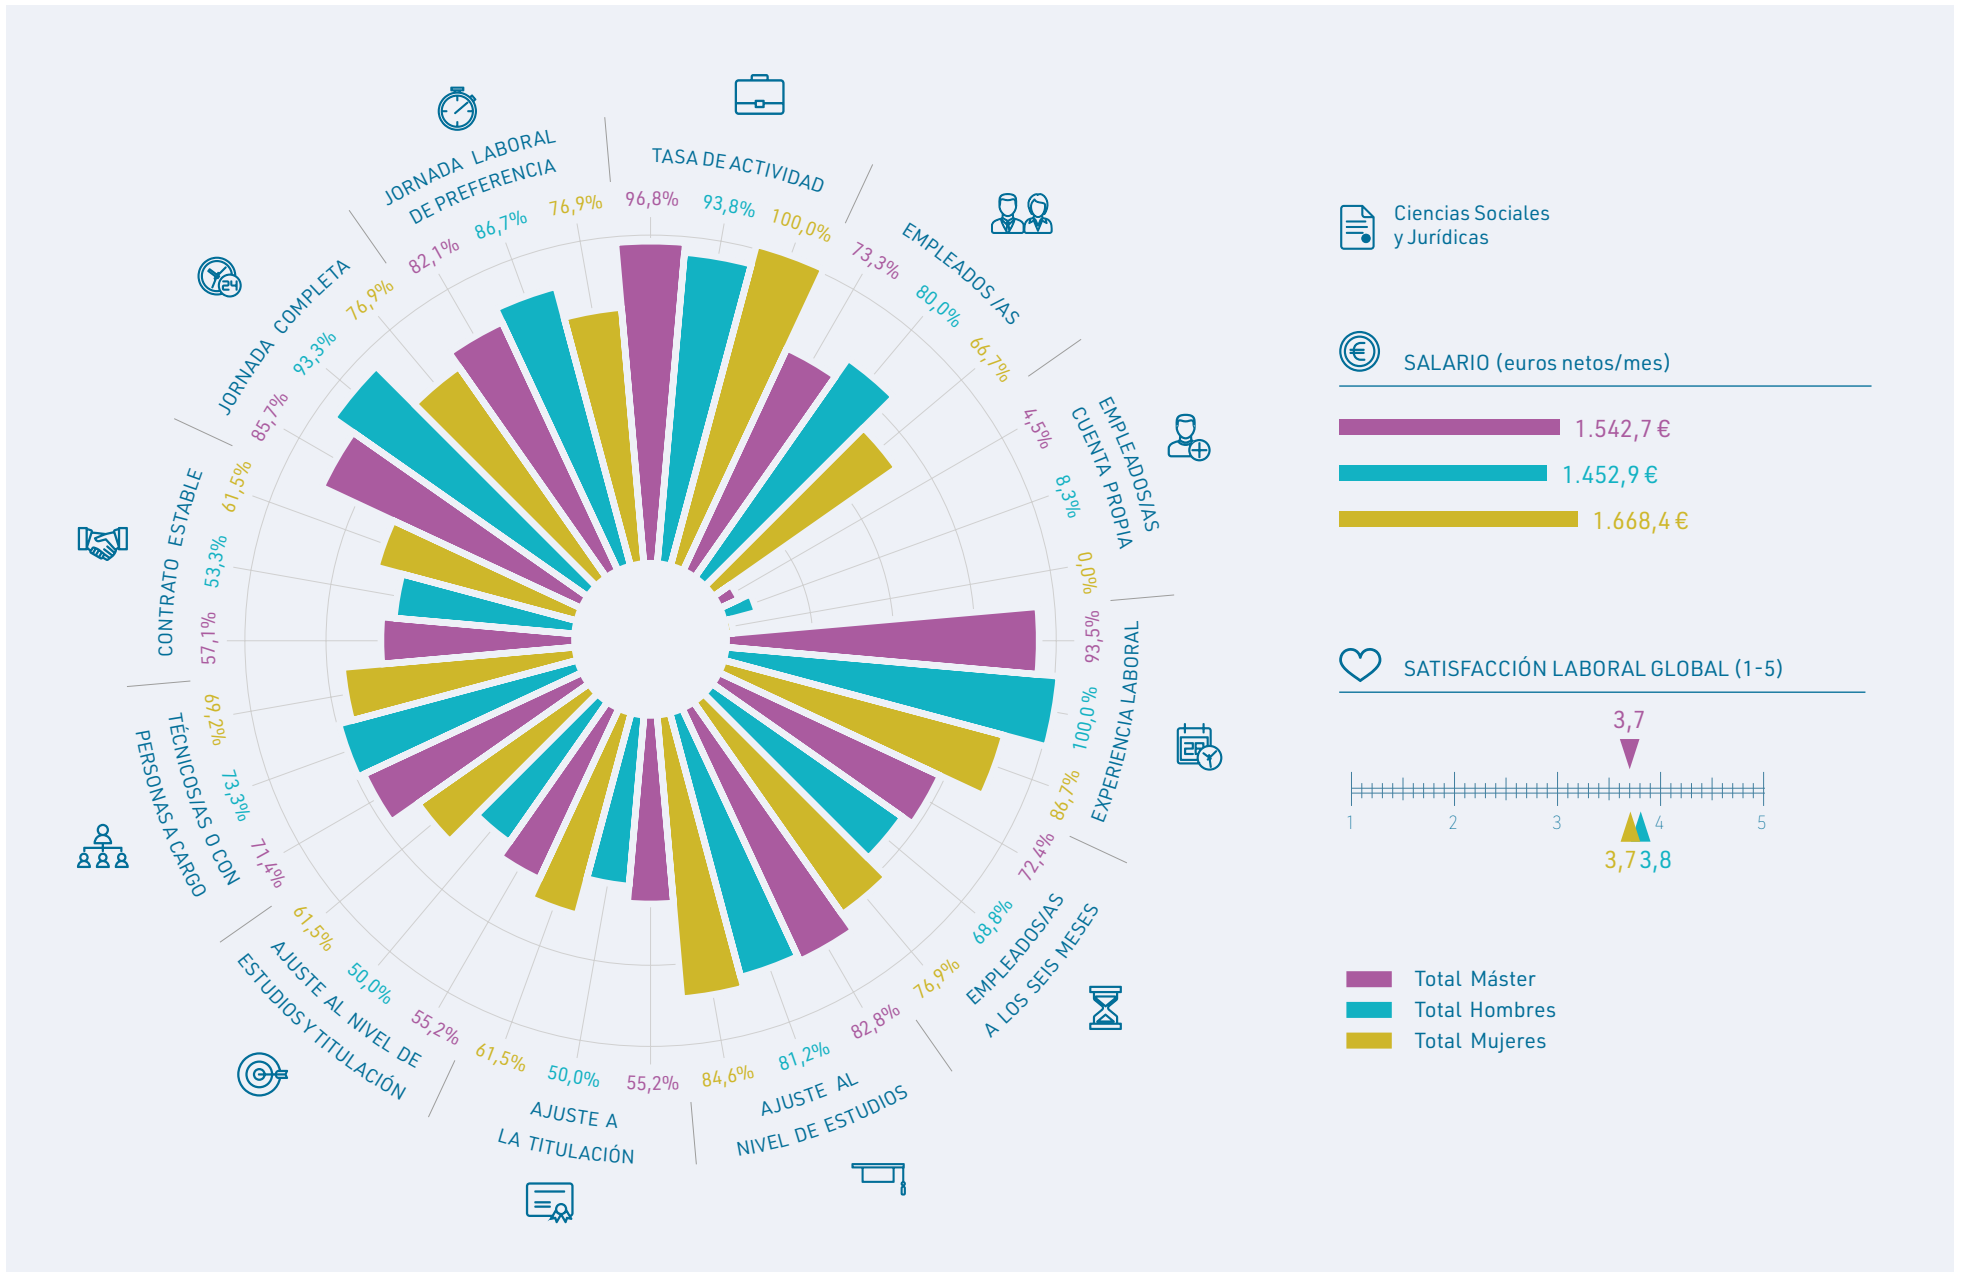 JORNADA LABORAL
DE PREFERENCIA
82,1%
86,7%
76,9%
TASA DE ACTIVIDAD
96,8%
93,8%
100,0%
EMPLEADOS /AS
73,3%
80,0%
66,7%
EMPLEADOS/AS
CUENTA PROPIA
4,5%
8,3%
0,0%
EXPERIENCIA LABORAL
93,5%
100,0%
86,7%
EMPLEADOS/AS
A LOS SEIS MESES
72,4%
68,8%
76,9%
AJUSTE AL
NIVEL DE ESTUDIOS
82,8%
81,2%
84,6%
AJUSTE A
LA TITULACIÓN
55,2%
50,0%
61,5%
AJUSTE AL NIVEL DE
ESTUDIOS Y TITULACIÓN
55,2%
50,0%
61,5%
TÉCNICOS/AS O CON
PERSONAS A CARGO
71,4%
73,3%
69,2%
CONTRATO ESTABLE
57,1%
53,3%
61,5%
JORNADA COMPLETA
85,7%
93,3%
76,9%
24
28
Ciencias Sociales
y Jurídicas
€
SALARIO (euros netos/mes)
1.542,7 €
1.452,9 €
1.668,4 €
SATISFACCIÓN LABORAL GLOBAL (1-5)
3,7
1 2 3 4 5
3,7 3,8
Total Máster
Total Hombres
Total Mujeres